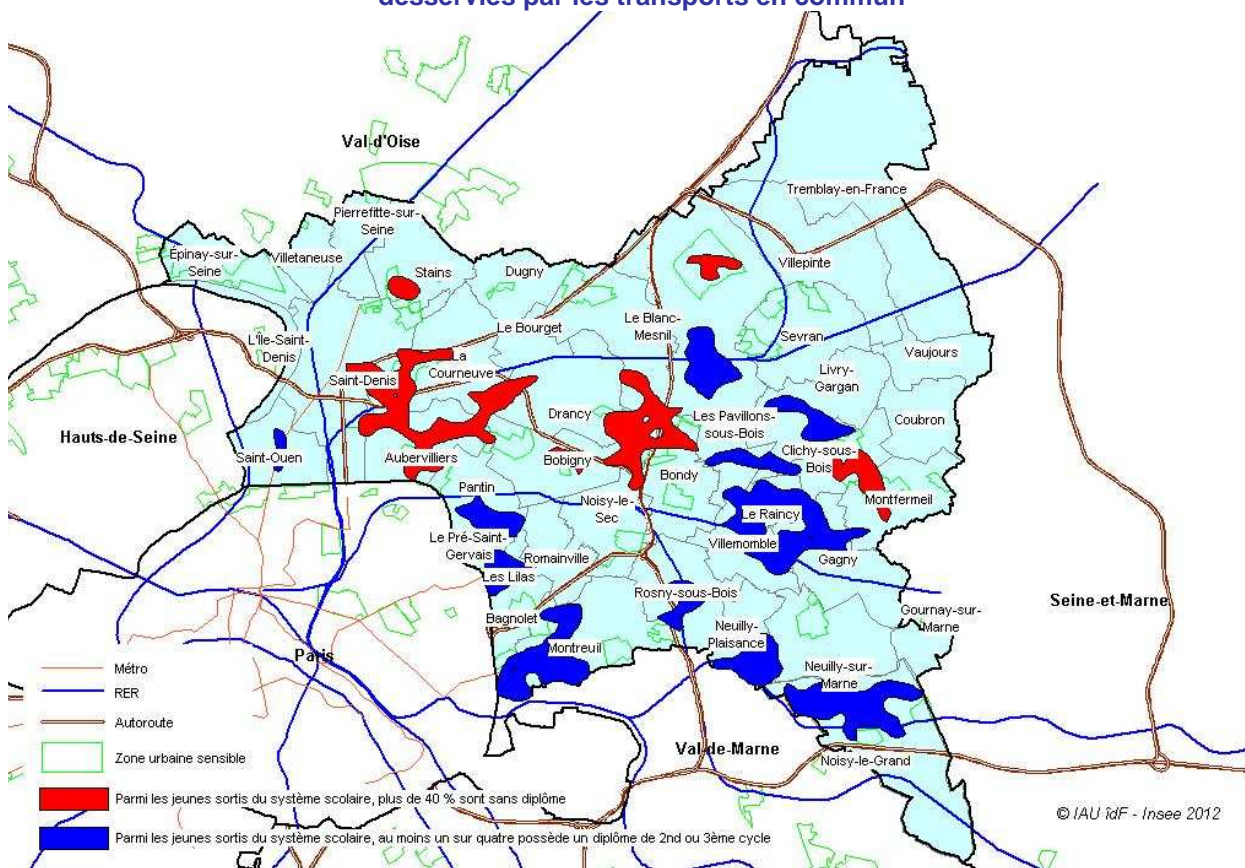 desservies par les transports en commun
Val-d'Oise
Tremblay-en-France
Pierrefitte-sur-
Seine
Épinay-sur-
Seine
Villetaneuse
Stains
Dugny
Villepinte
L'Île-Saint-
Denis
Le Bourget
Le Blanc-
Mesnil
Sevran
Vaujours
Saint-Denis
La
Courneuve
Livry-
Gargan
Drancy
Les Pavillons-
sous-Bois
Coubron
Hauts-de-Seine
Saint-Ouen
Aubervilliers
Bobigny
Bondy
Clichy-sous-
Bois
Pantin
Noisy-le-
Sec
Montfermeil
Le Raincy
Le Pré-Saint-
Gervais
Romainville
Villemomble
Gagny
Les Lilas
Rosny-sous-Bois
Seine-et-Marne
Bagnolet
Neuilly-
Plaisance
Gournay-sur-
Marne
Montreuil
Paris
Neuilly-sur-
Marne
Val-de-Marne
Noisy-le-Grand
Métro
RER
Autoroute
Zone urbaine sensible
Parmi les jeunes sortis du système scolaire, plus de 40 % sont sans diplôme
Parmi les jeunes sortis du système scolaire, au moins un sur quatre possède un diplôme de 2nd ou 3ème cycle
© IAU îdF - Insee 2012